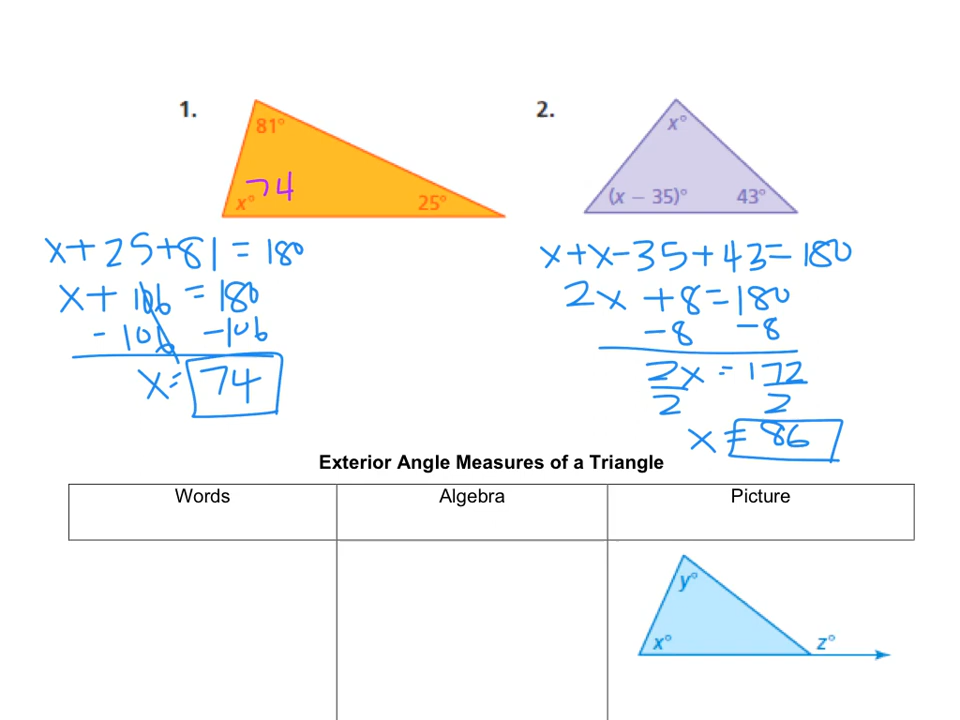 1.
81°
x°
74
25°
x + 25 + 81 = 180
x + 106 = 180
- 106 - 106
x = 74
2.
x°
(x − 35)°
43°
x + x - 35 + 43 = 180
2x + 8 = 180
- 8 - 8
2x = 172
2 2
x = 86
Exterior Angle Measures of a Triangle
Words Algebra Picture
y°
x°
z°